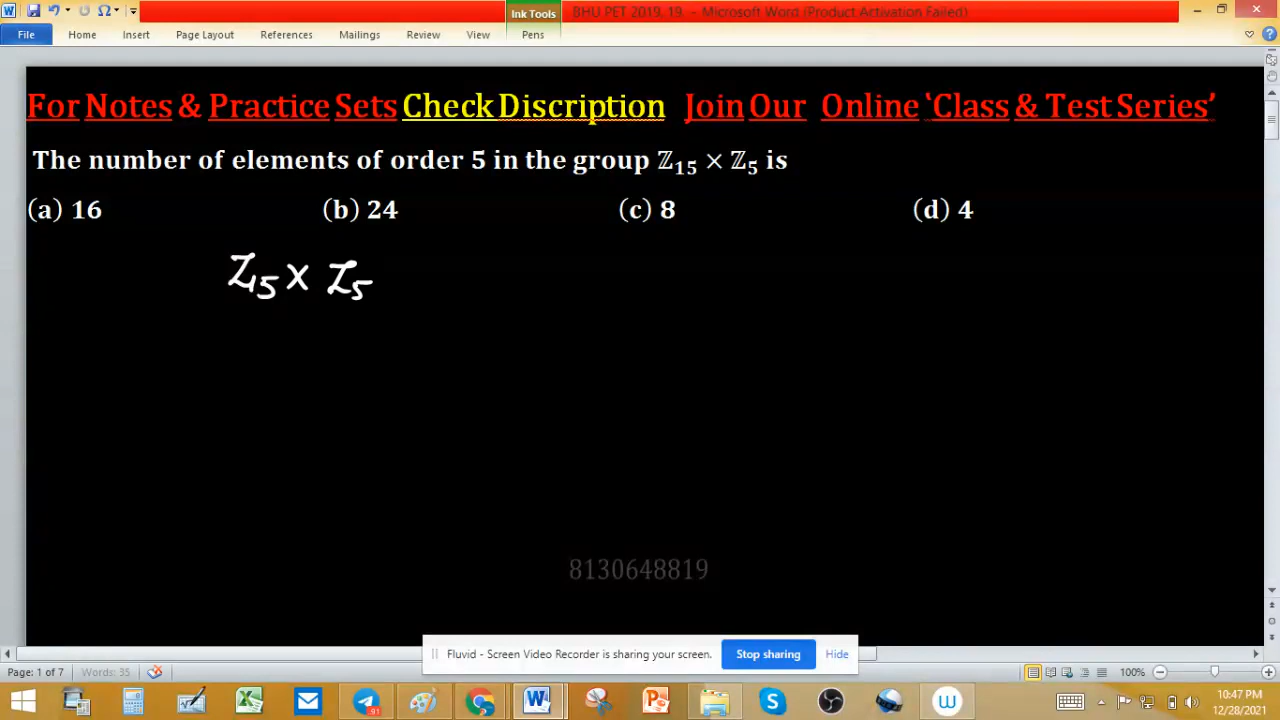 BHU PET 2019, 19. - Microsoft Word (Product Activation Failed)
Ink Tools
File Home Insert Page Layout References Mailings Review View Pens
For Notes & Practice Sets Check Discription Join Our Online 'Class & Test Series'
The number of elements of order 5 in the group ℤ₁₅ × ℤ₅ is
(a) 16 (b) 24 (c) 8 (d) 4
Z₅ × Z₅
8130648819
Fluvid - Screen Video Recorder is sharing your screen. Stop sharing Hide
Page: 1 of 7 Words: 35 100%
10:47 PM
12/28/2021